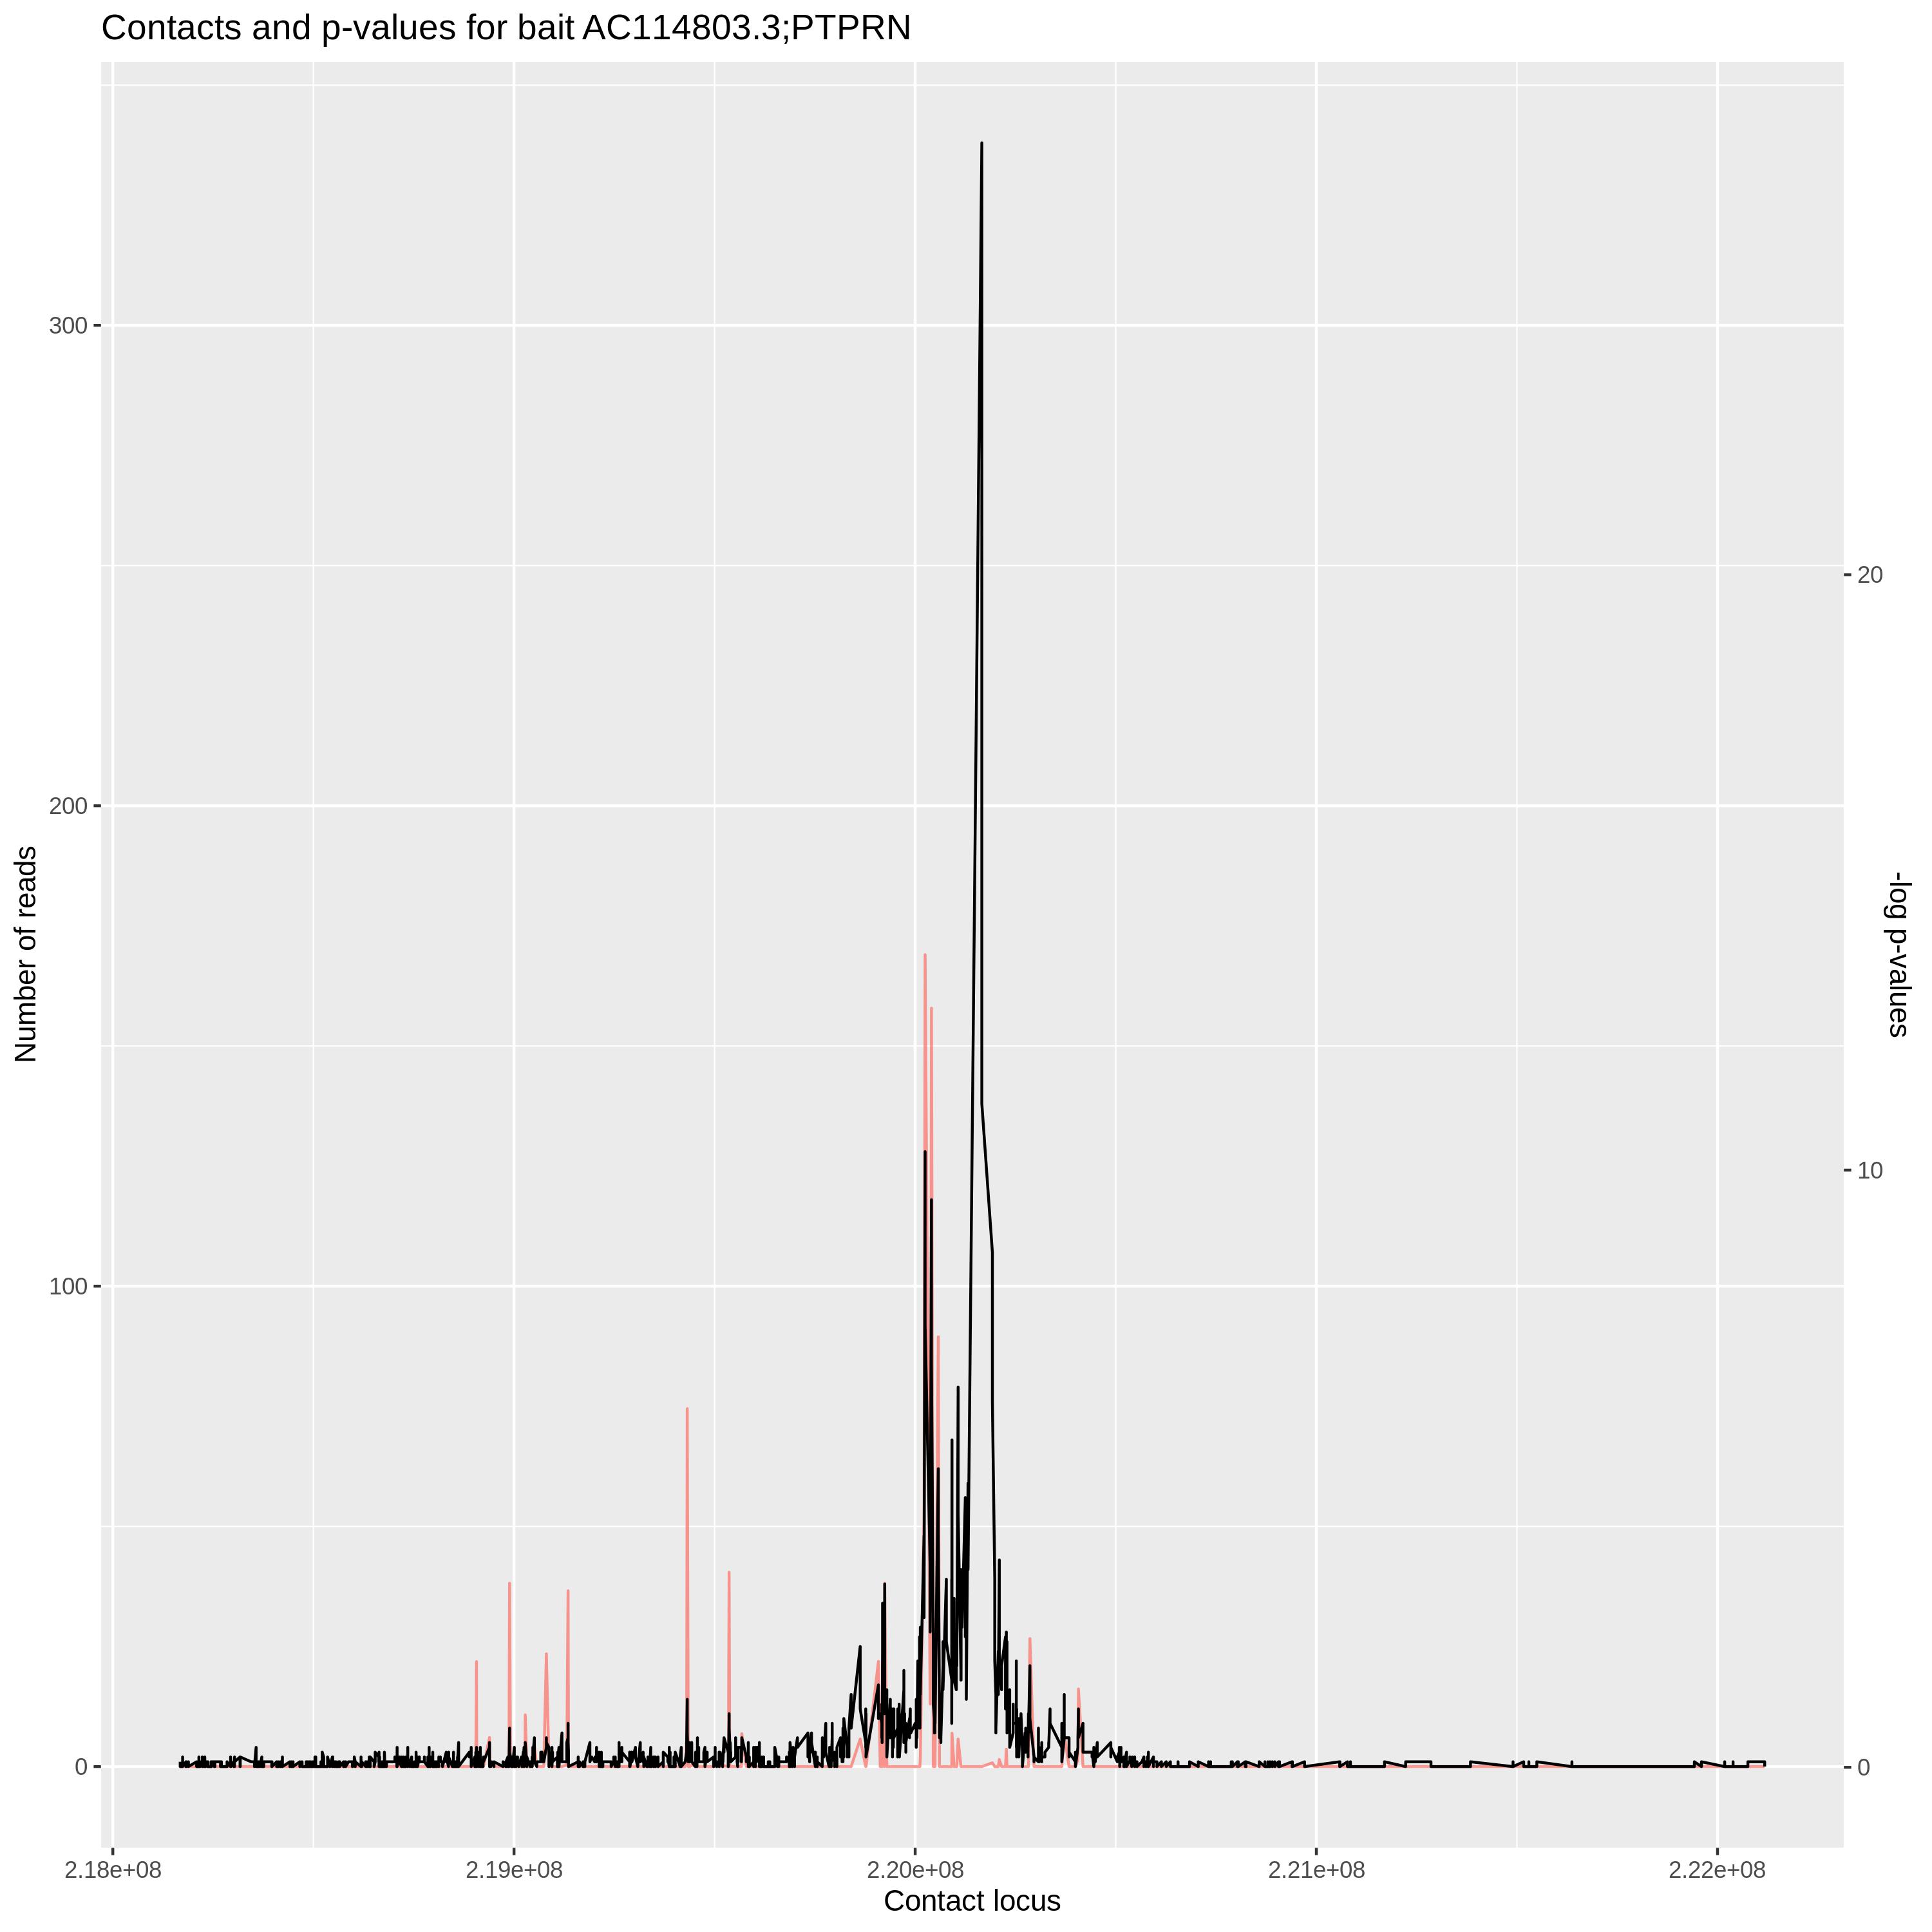 Contacts and p-values for bait AC114803.3;PTPRN
300
200
100
0
Number of reads
20
10
0
-log p-values
2.18e+08 2.19e+08 2.20e+08 2.21e+08 2.22e+08
Contact locus